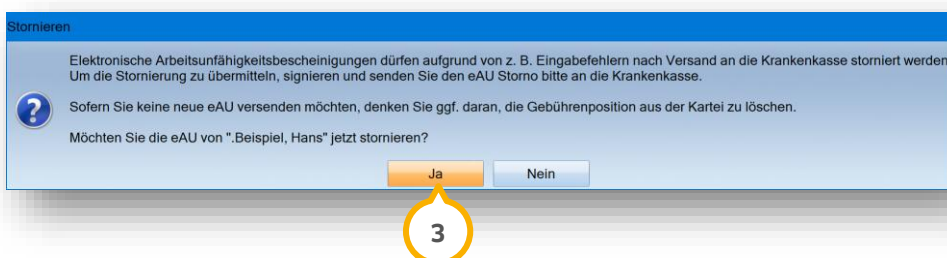 Stornieren
Elektronische Arbeitsunfähigkeitsbescheinigungen dürfen aufgrund von z. B. Eingabefehlern nach Versand an die Krankenkasse storniert werden
Um die Stornierung zu übermitteln, signieren und senden Sie den eAU Storno bitte an die Krankenkasse.
Sofern Sie keine neue eAU versenden möchten, denken Sie ggf. daran, die Gebührenposition aus der Kartei zu löschen.
Möchten Sie die eAU von ".Beispiel, Hans" jetzt stornieren?
Ja Nein
3